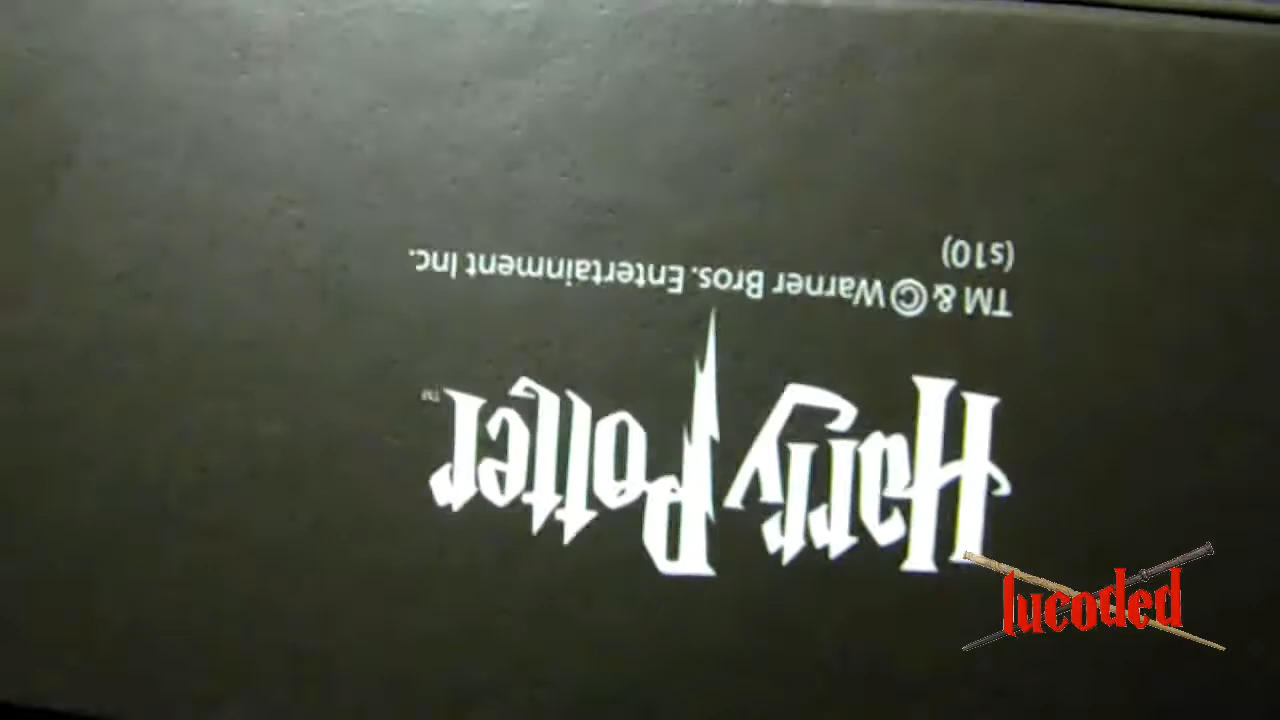 Harry Potter™
TM & © Warner Bros. Entertainment Inc.
(s10)
lucoded